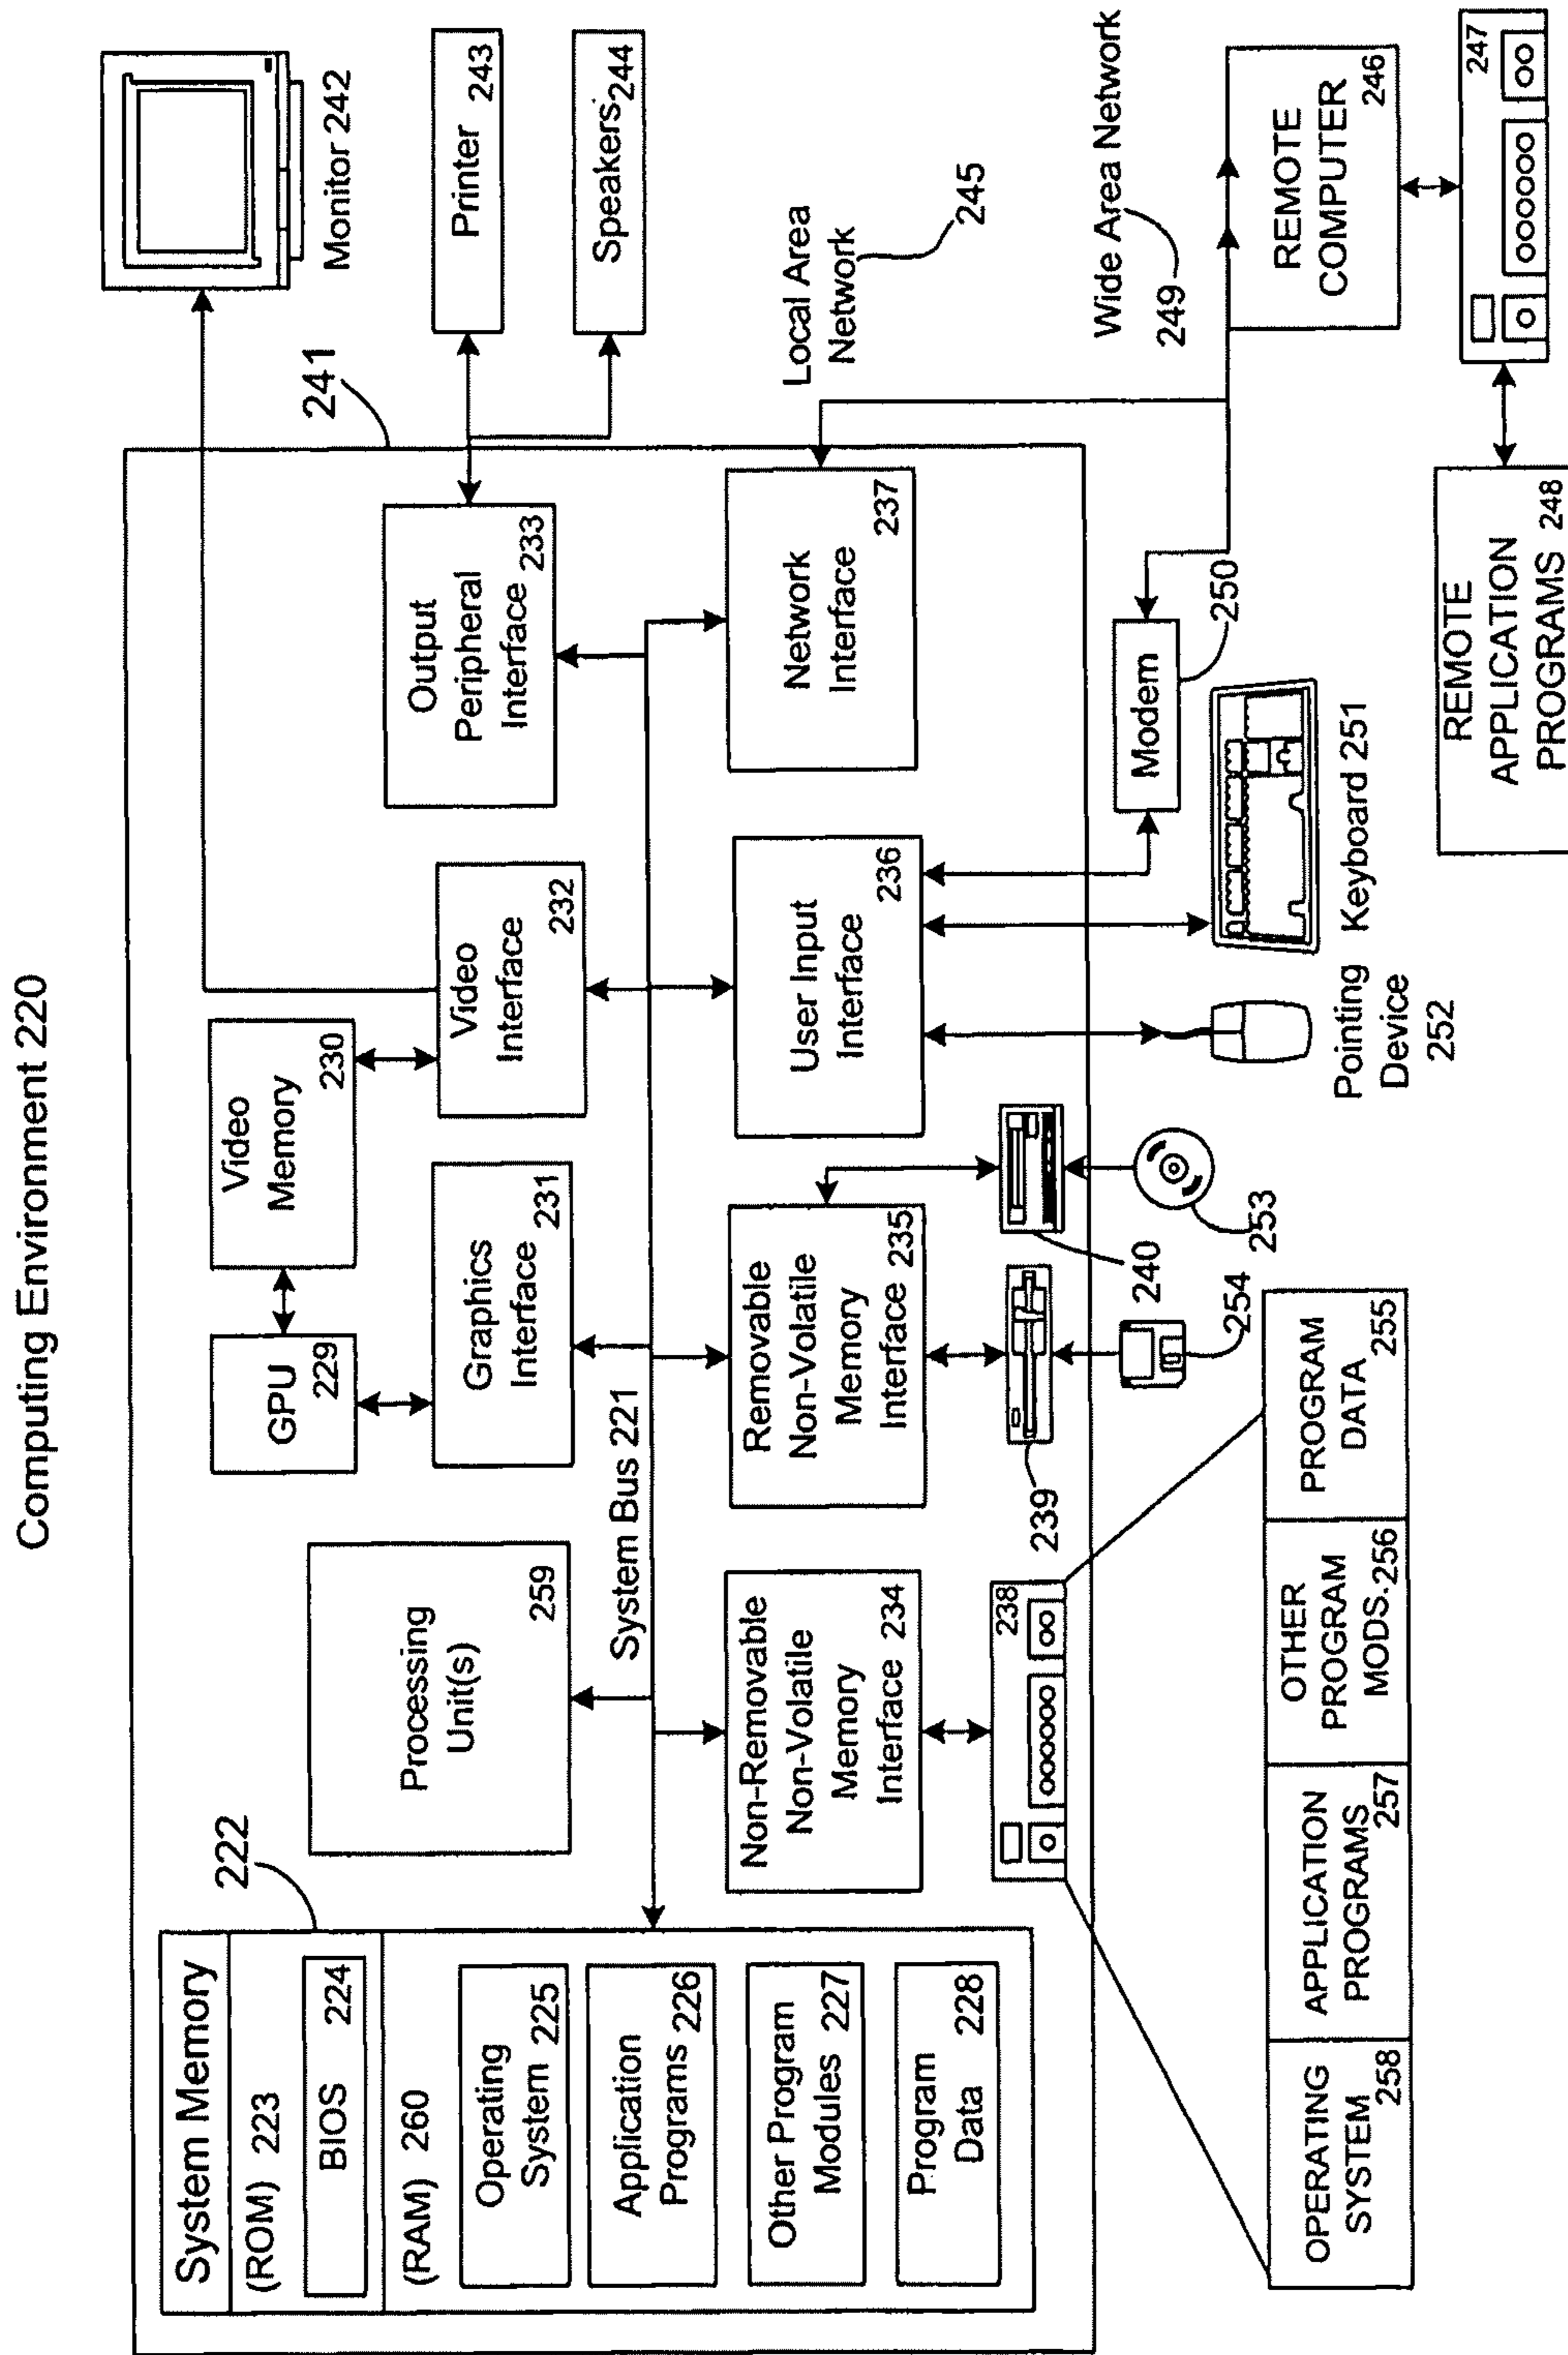 Computing Environment 220
System Memory
222
(ROM) 223
BIOS 224
(RAM) 260
Operating
System 225
Application
Programs 226
Other Program
Modules 227
Program
Data 228
Processing
Unit(s)
259
System Bus 221
GPU
229
Video
Memory
230
Graphics
Interface
231
Video
Interface
232
Output
Peripheral
Interface 233
241
Monitor 242
Printer
243
Speakers
244
Non-Removable
Non-Volatile
Memory
Interface 234
Removable
Non-Volatile
Memory
Interface 235
User Input
Interface
236
Network
Interface
237
Local Area
Network
245
Wide Area Network
249
238
239
240
254
253
Pointing
Device
252
Keyboard 251
Modem
250
REMOTE
COMPUTER
246
247
REMOTE
APPLICATION
PROGRAMS 248
OPERATING
SYSTEM
258
APPLICATION
PROGRAMS
257
OTHER
PROGRAM
MODS. 256
PROGRAM
DATA
255